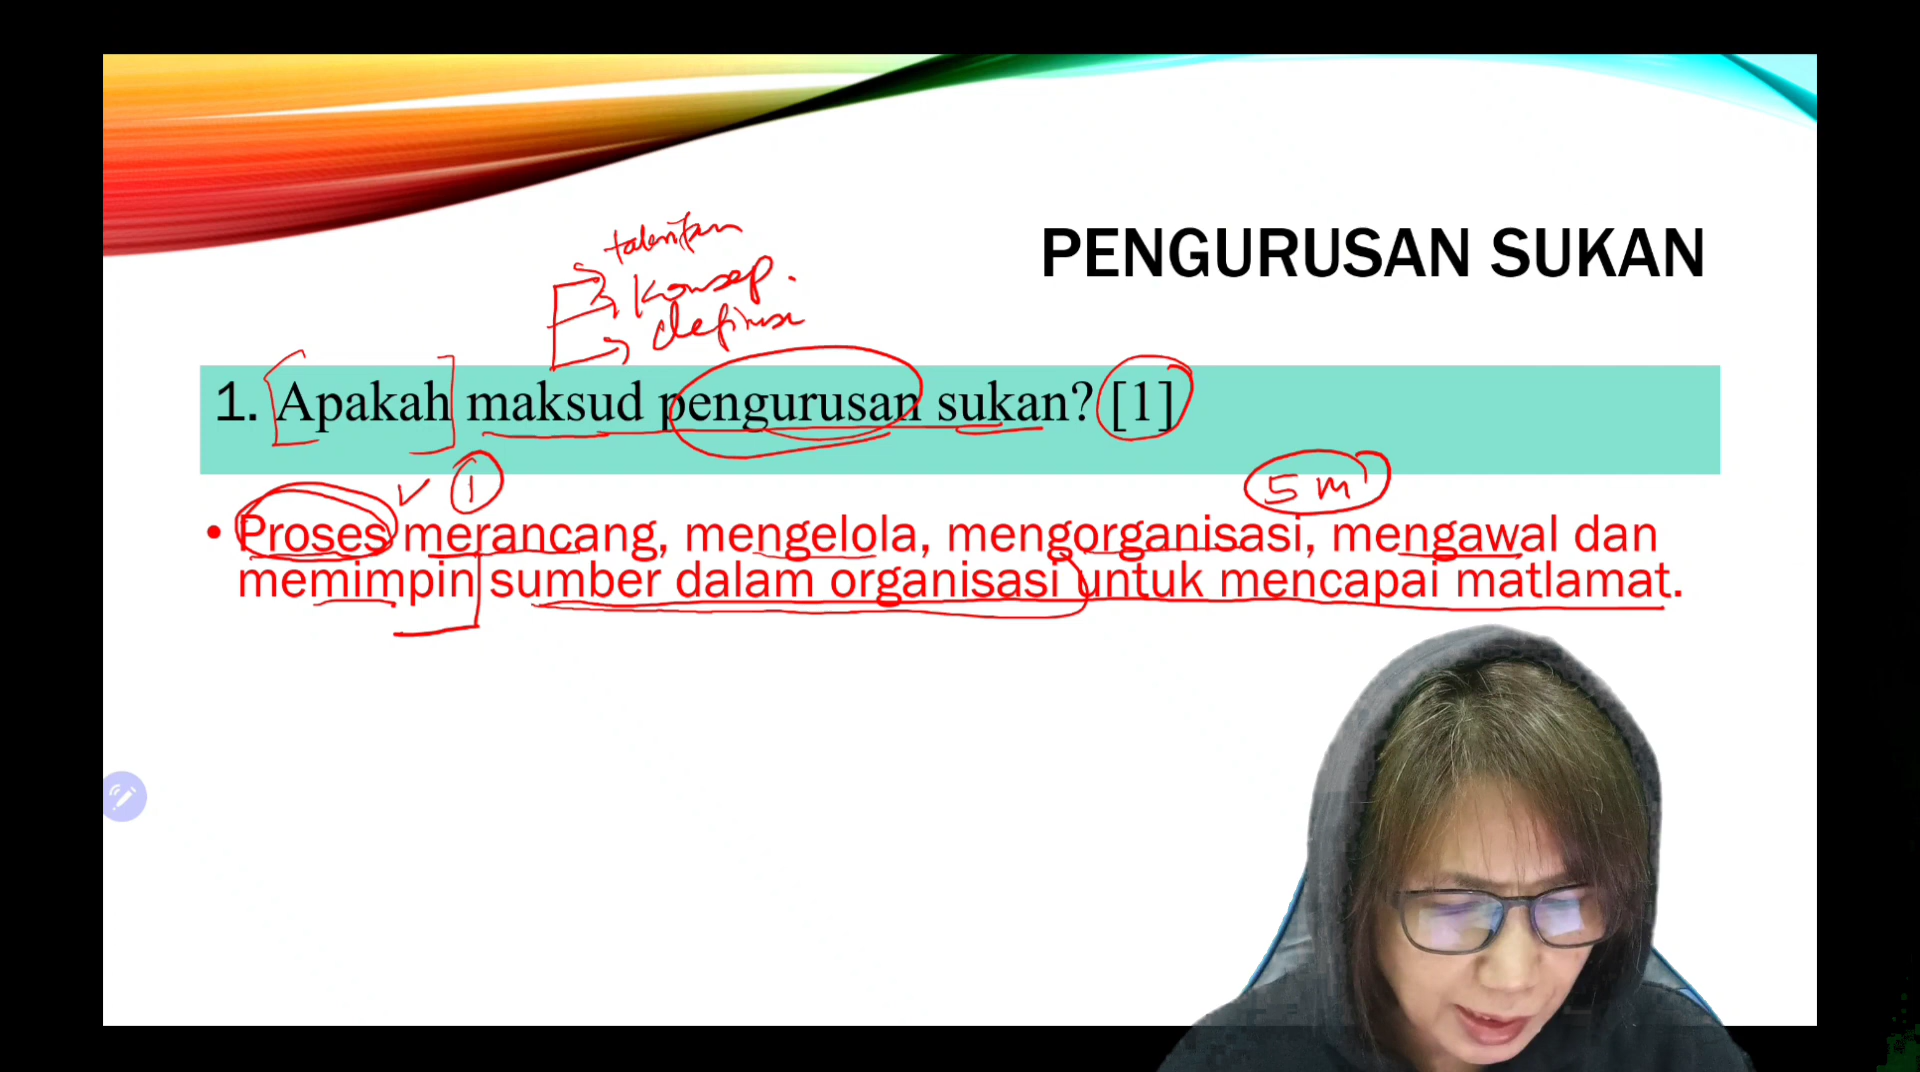 PENGURUSAN SUKAN
takrifan
konsep.
definisi
1. Apakah maksud pengurusan sukan? [1]
1
5 m
• Proses merancang, mengelola, mengorganisasi, mengawal dan
memimpin sumber dalam organisasi untuk mencapai matlamat.